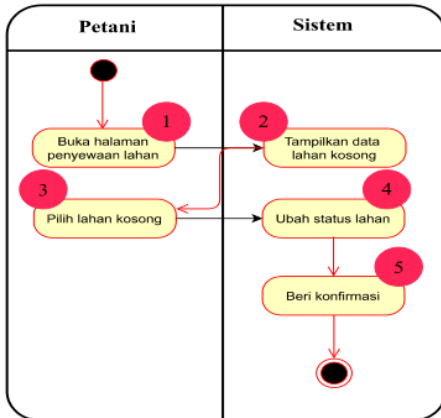 Petani
Sistem
1
Buka halaman
penyewaan lahan
2
Tampilkan data
lahan kosong
3
Pilih lahan kosong
4
Ubah status lahan
5
Beri konfirmasi